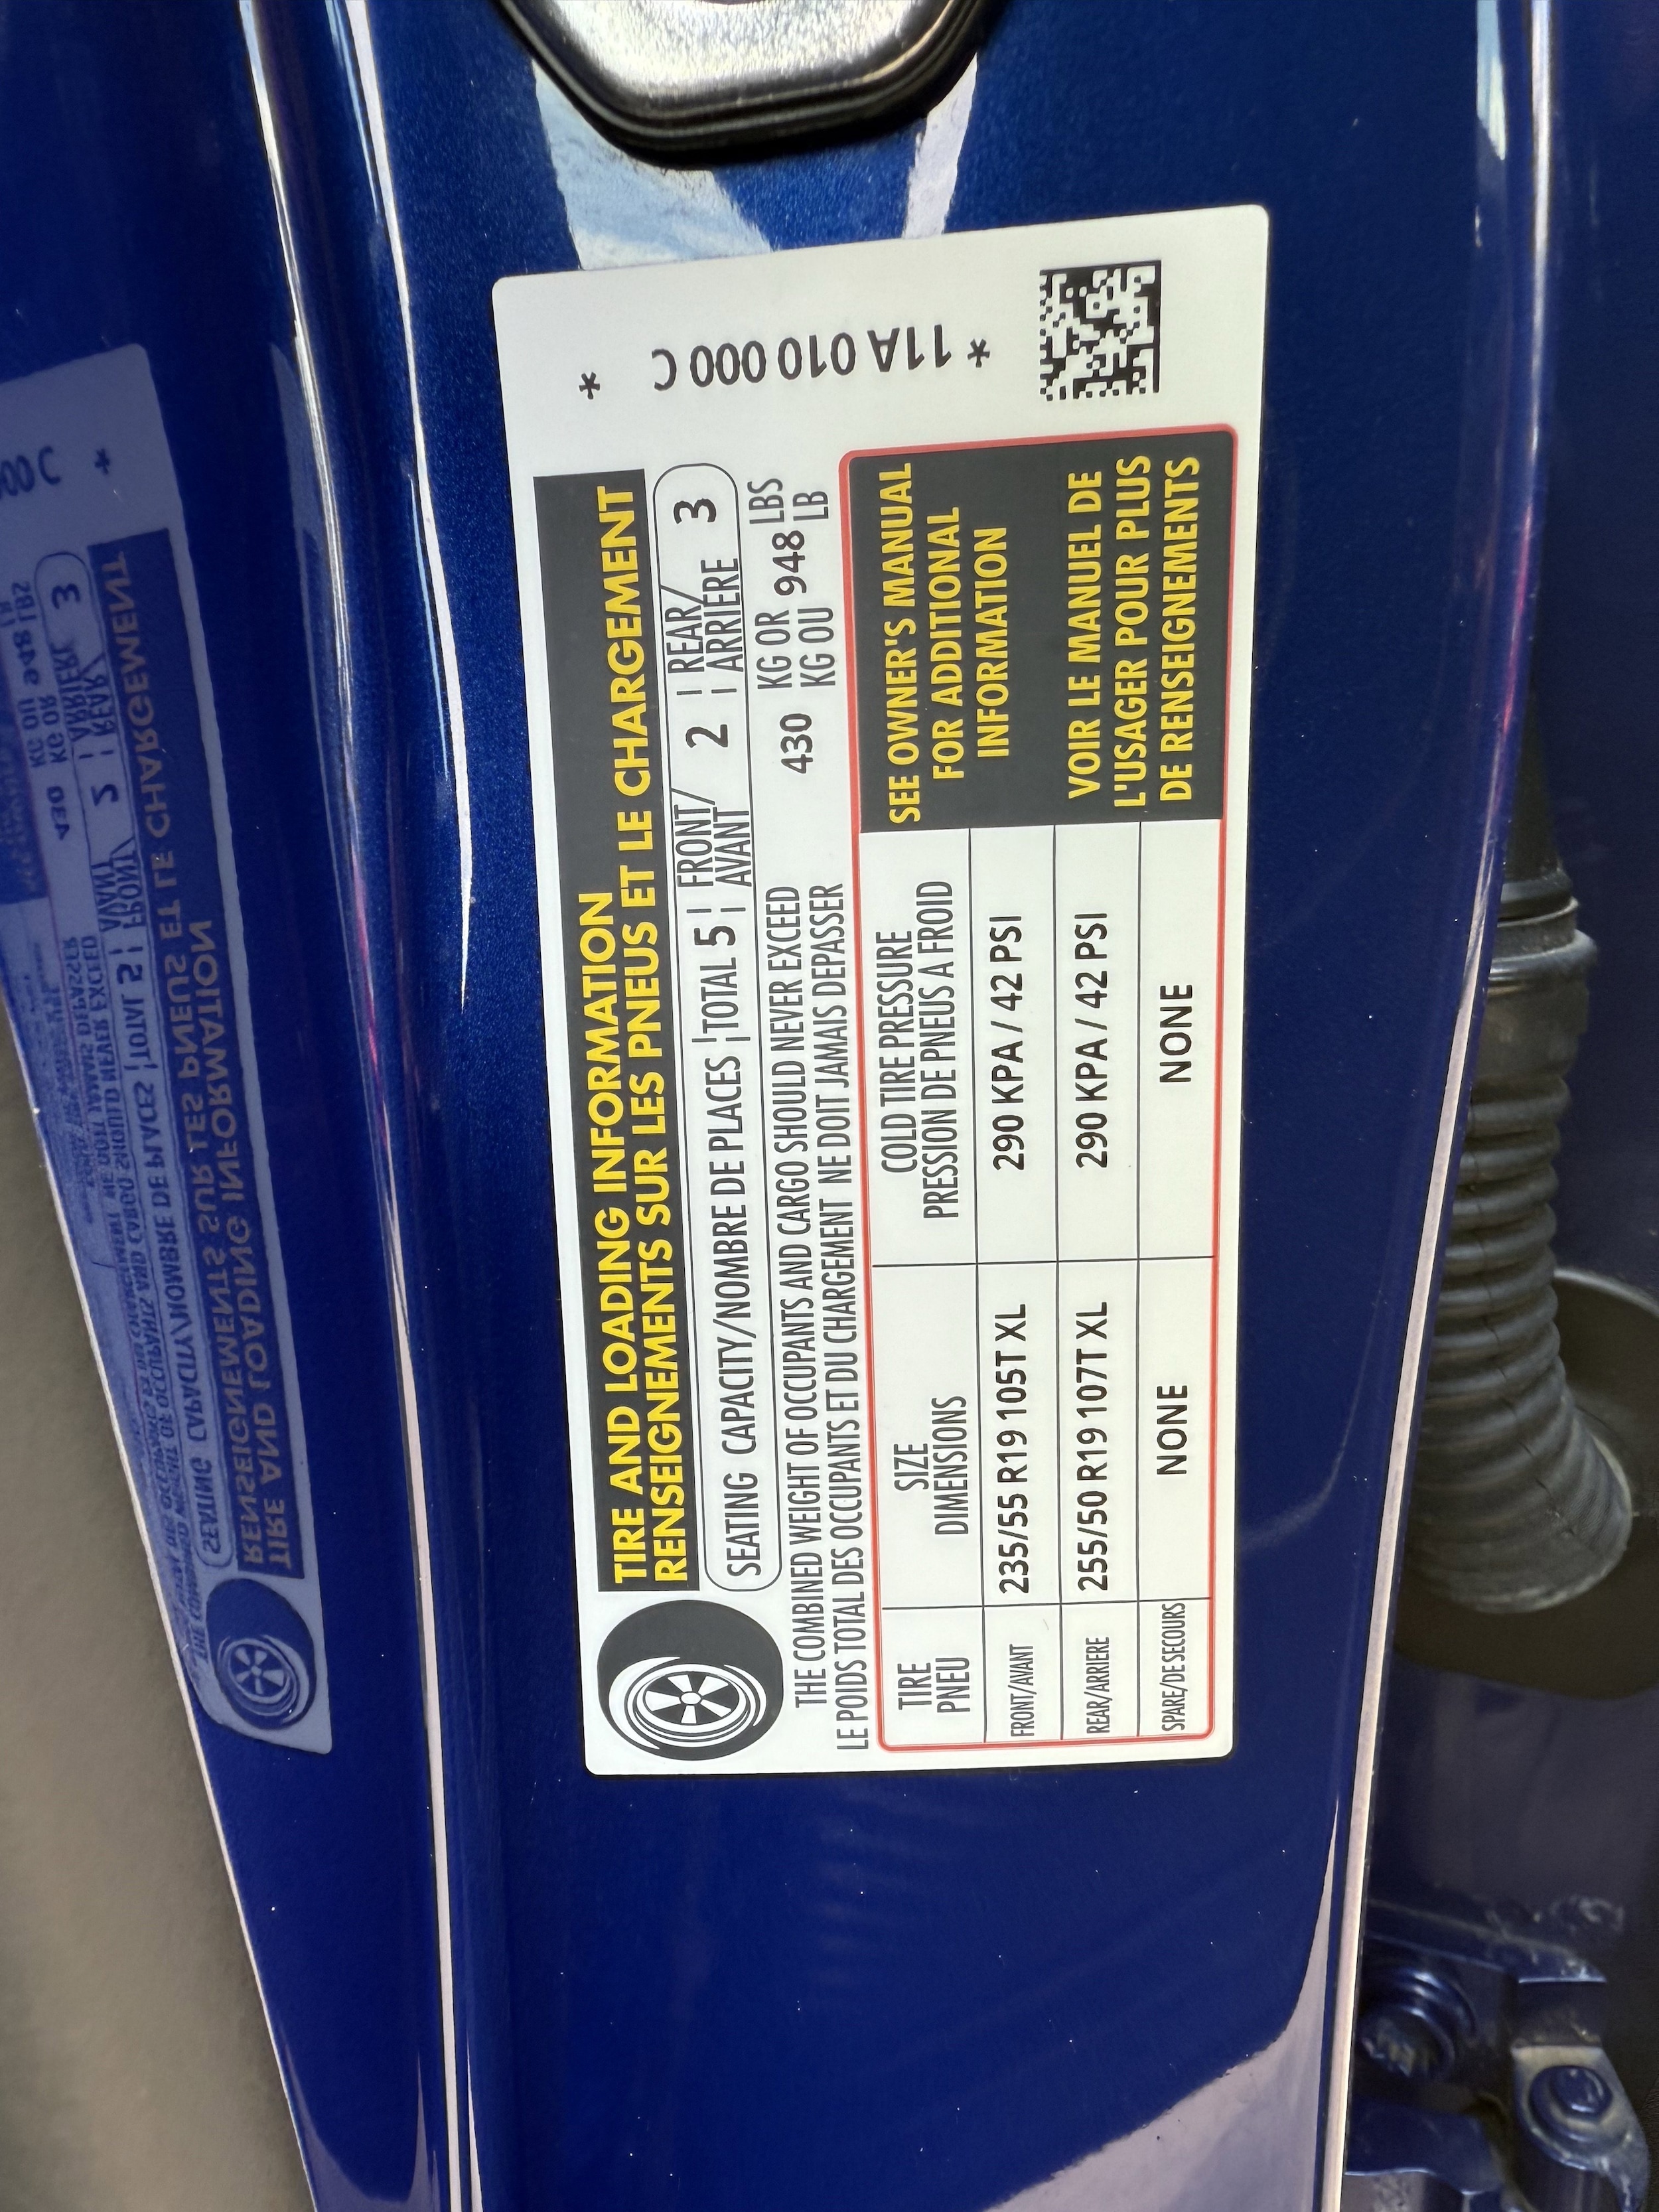 TIRE AND LOADING INFORMATION
RENSEIGNEMENTS SUR LES PNEUS ET LE CHARGEMENT
SEATING CAPACITY/NOMBRE DE PLACES TOTAL 5 FRONT/ AVANT 2 REAR/ ARRIÈRE 3
THE COMBINED WEIGHT OF OCCUPANTS AND CARGO SHOULD NEVER EXCEED 430 KG OR 948 LBS
LE POIDS TOTAL DES OCCUPANTS ET DU CHARGEMENT NE DOIT JAMAIS DEPASSER KG OU LB
TIRE SIZE COLD TIRE PRESSURE
PNEU DIMENSIONS PRESSION DE PNEUS A FROID
FRONT/AVANT 235/55 R19 105T XL 290 KPA / 42 PSI
REAR/ARRIERE 255/50 R19 107T XL 290 KPA / 42 PSI
SPARE/DE SECOURS NONE NONE
SEE OWNER'S MANUAL
FOR ADDITIONAL
INFORMATION
VOIR LE MANUEL DE
L'USAGER POUR PLUS
DE RENSEIGNEMENTS
* 11A 010 000 C *